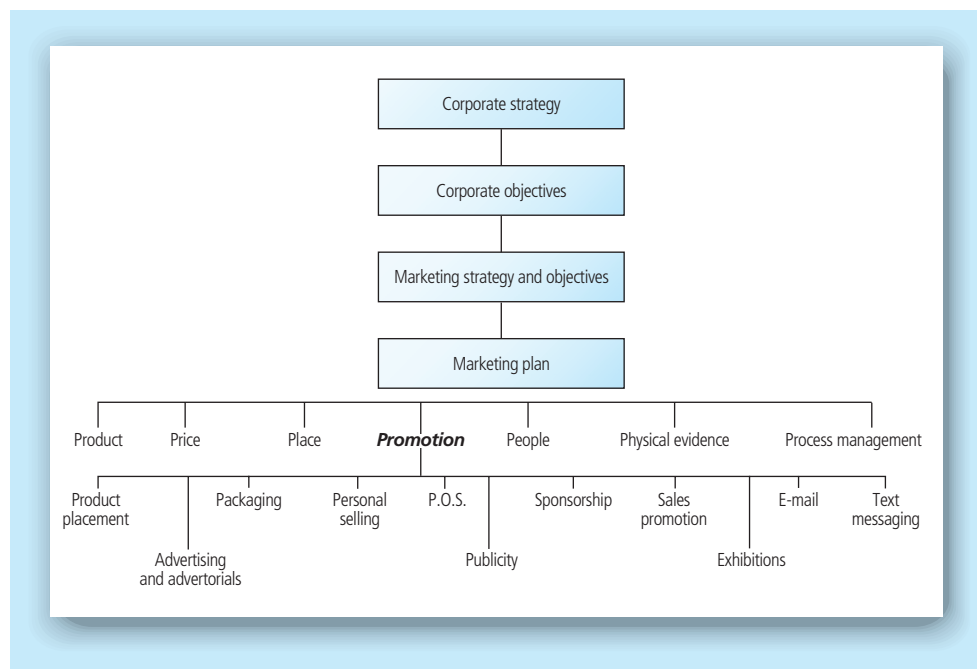 Corporate strategy
Corporate objectives
Marketing strategy and objectives
Marketing plan
Product Price Place Promotion People Physical evidence Process management
Product Packaging Personal P.O.S. Sponsorship Sales E-mail Text
placement selling promotion messaging
Advertising Publicity Exhibitions
and advertorials